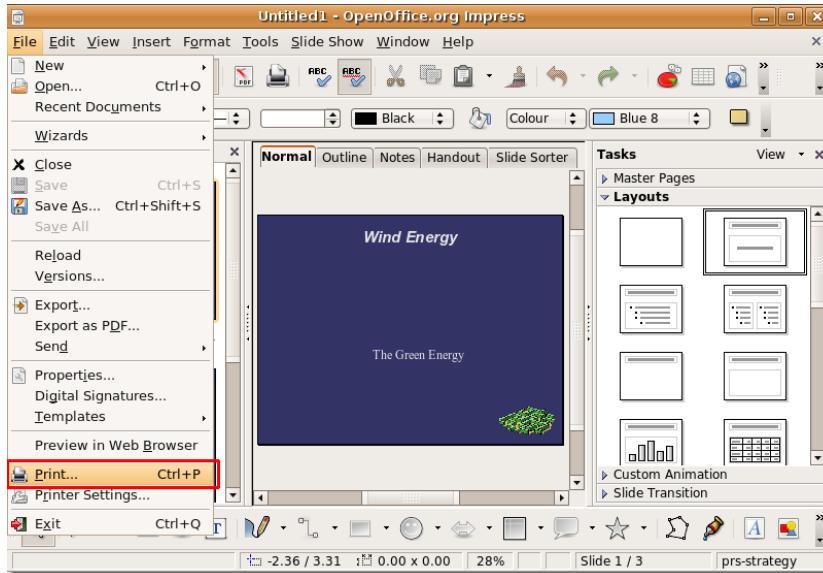 Untitled1 - OpenOffice.org Impress
File Edit View Insert Format Tools Slide Show Window Help
New
Open... Ctrl+O
Recent Documents
Wizards
Close
Save Ctrl+S
Save As... Ctrl+Shift+S
Save All
Reload
Versions...
Export...
Export as PDF...
Send
Properties...
Digital Signatures...
Templates
Preview in Web Browser
Print... Ctrl+P
Printer Settings...
Exit Ctrl+Q
PDF ABC ABC
Black Colour Blue 8
Normal Outline Notes Handout Slide Sorter
Wind Energy
The Green Energy
Tasks View
Master Pages
Layouts
Custom Animation
Slide Transition
T A
-2.36 / 3.31 0.00 x 0.00 28% Slide 1 / 3 prs-strategy